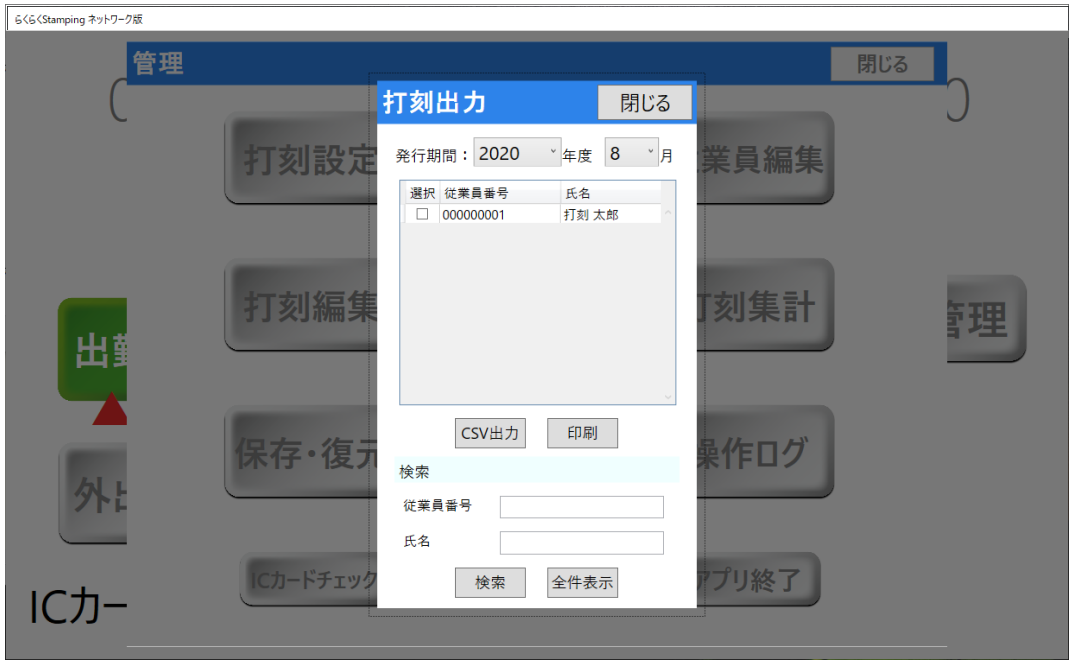 らくらくStamping ネットワーク版
管理 閉じる
打刻出力 閉じる
発行期間： 2020 年度 8 月
選択 従業員番号 氏名
000000001 打刻 太郎
CSV出力 印刷
検索
従業員番号
氏名
検索 全件表示
打刻設定
業員編集
打刻編集
刻集計
管理
出勤
保存・復元
操作ログ
外出
ICカードチェック
アプリ終了
ICカー